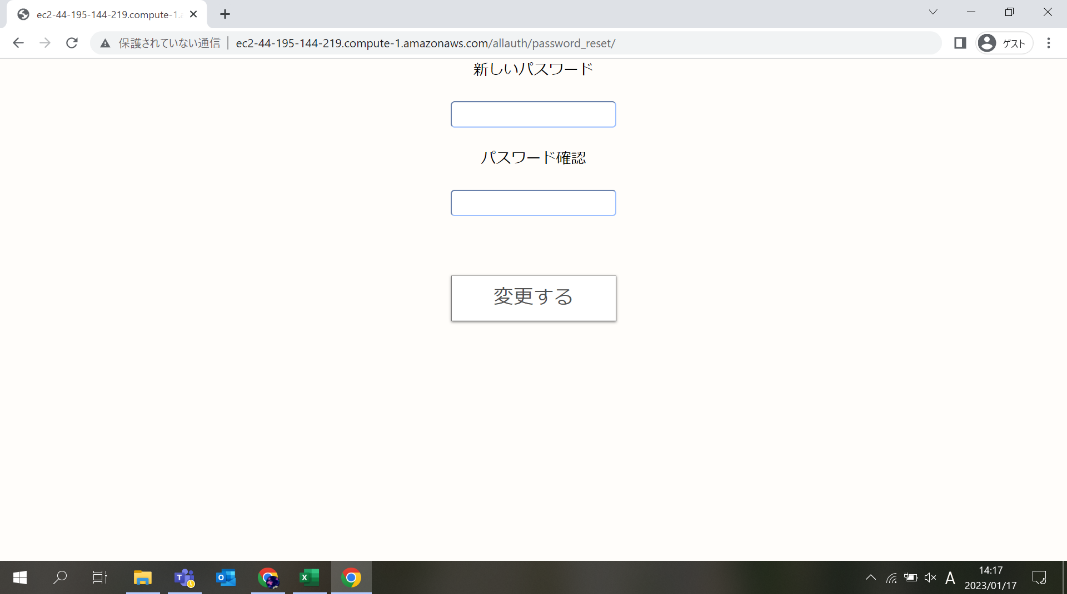 ec2-44-195-144-219.compute-1.
保護されていない通信 | ec2-44-195-144-219.compute-1.amazonaws.com/allauth/password_reset/
ゲスト
新しいパスワード
パスワード確認
変更する
A
14:17
2023/01/17